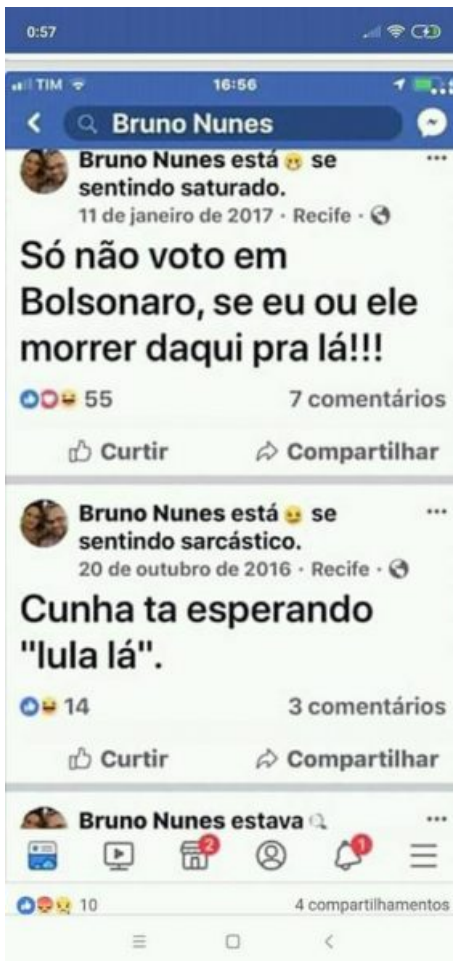 0:57
TIM 16:56
Bruno Nunes
Bruno Nunes está 😷 se
sentindo saturado.
11 de janeiro de 2017 · Recife ·
Só não voto em
Bolsonaro, se eu ou ele
morrer daqui pra lá!!!
55 7 comentários
Curtir Compartilhar
Bruno Nunes está 😏 se
sentindo sarcástico.
20 de outubro de 2016 · Recife ·
Cunha ta esperando
"lula lá".
14 3 comentários
Curtir Compartilhar
Bruno Nunes estava
2 1
10 4 compartilhamentos